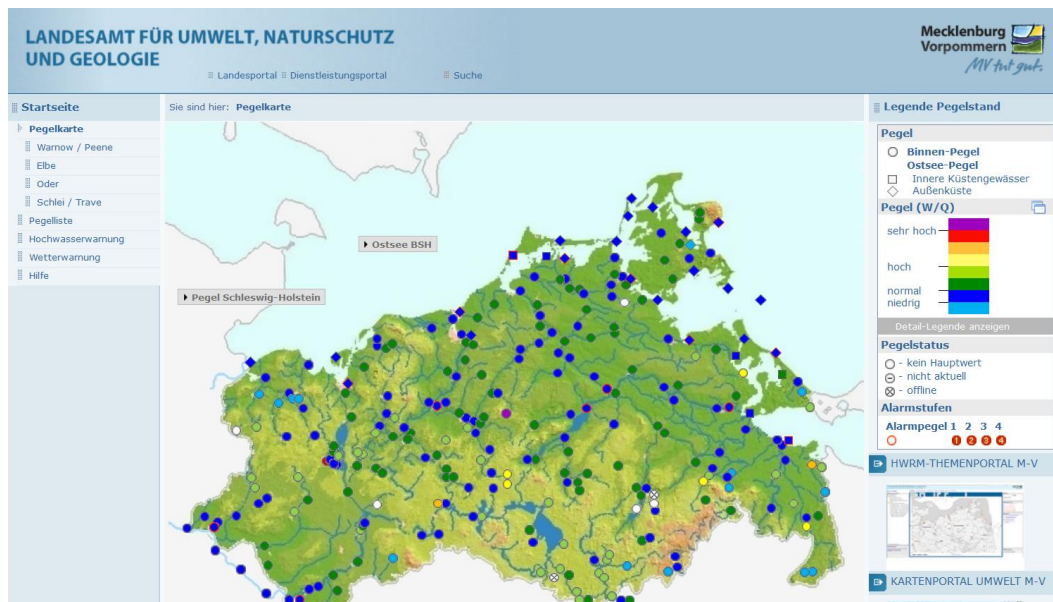 LANDESAMT FÜR UMWELT, NATURSCHUTZ
UND GEOLOGIE
Landesportal Dienstleistungsportal Suche
Mecklenburg
Vorpommern
MV tut gut.
Startseite
Pegelkarte
Warnow / Peene
Elbe
Oder
Schlei / Trave
Pegelliste
Hochwasserwarnung
Wetterwarnung
Hilfe
Sie sind hier: Pegelkarte
Ostsee BSH
Pegel Schleswig-Holstein
Legende Pegelstand
Pegel
Binnen-Pegel
Ostsee-Pegel
Innere Küstengewässer
Außenküste
Pegel (W/Q)
sehr hoch
hoch
normal
niedrig
Detail-Legende anzeigen
Pegelstatus
- kein Hauptwert
- nicht aktuell
- offline
Alarmstufen
Alarmpegel 1 2 3 4
1 2 3 4
HWRM-THEMENPORTAL M-V
KARTENPORTAL UMWELT M-V